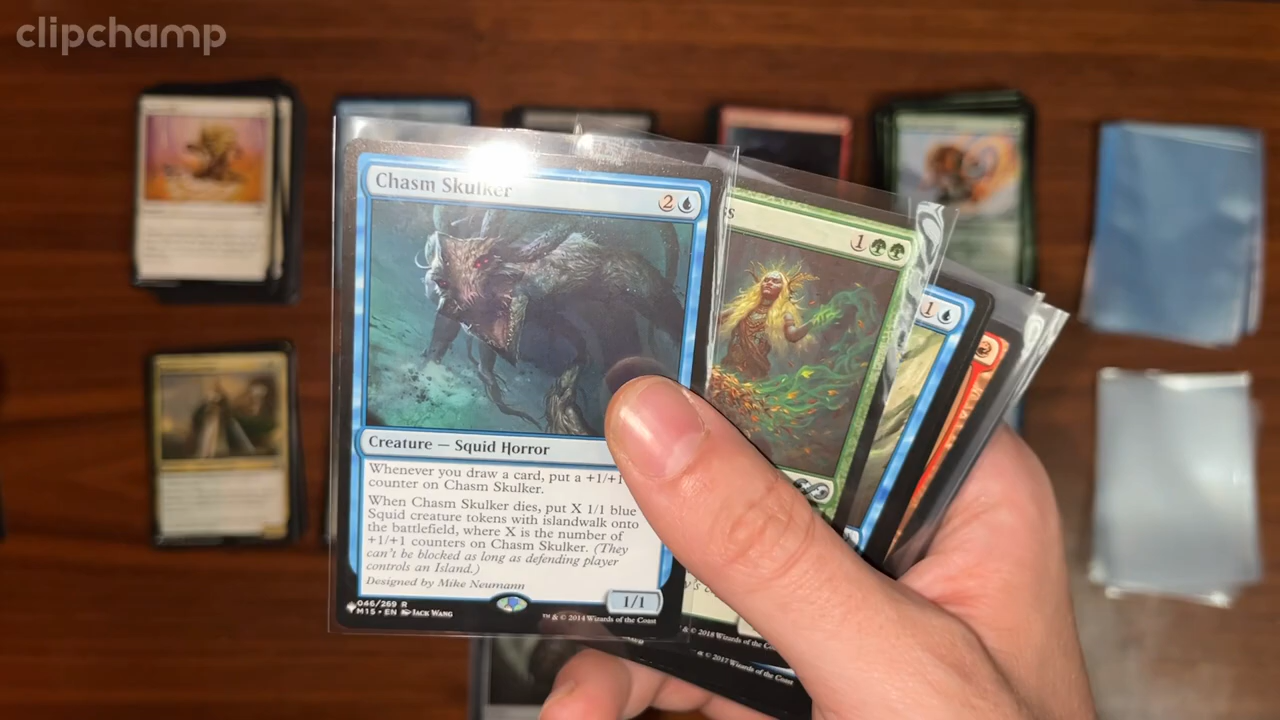 clipchamp
Chasm Skulker
2
1
1
Creature — Squid Horror
Whenever you draw a card, put a +1/+1
counter on Chasm Skulker.
When Chasm Skulker dies, put X 1/1 blue
Squid creature tokens with islandwalk onto
the battlefield, where X is the number of
+1/+1 counters on Chasm Skulker. (They
can't be blocked as long as defending player
controls an Island.)
Designed by Mike Neumann
1/1
046/269 R
M15 • EN Jack Wang
™ & © 2014 Wizards of the Coast
& © 2018 Wizards of the Co
& © 2017 Wizards of the Coast